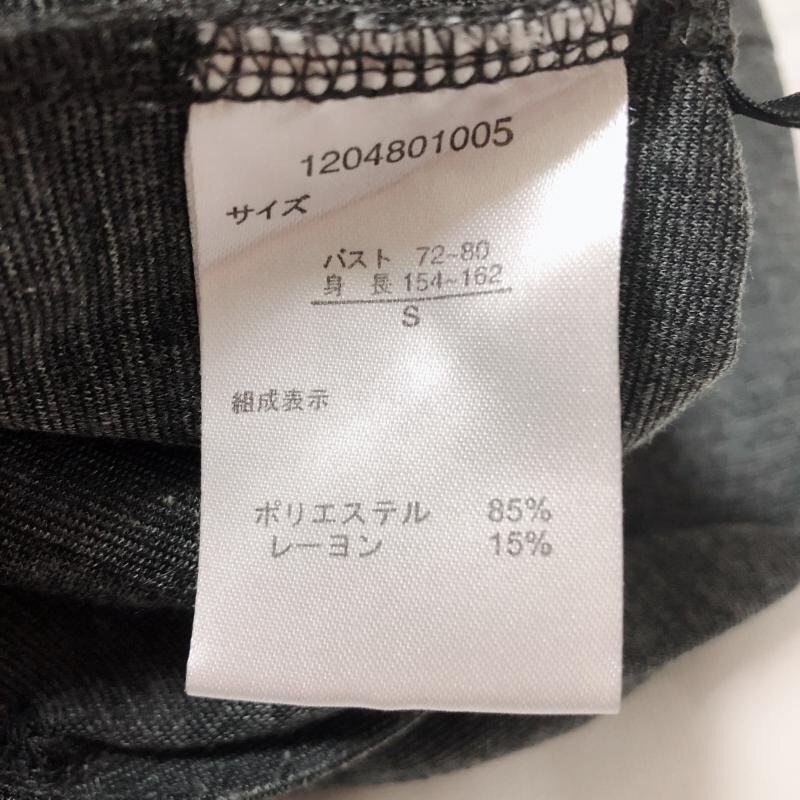 1204801005
サイズ
バスト 72~80
身 長 154~162
S
組成表示
ポリエステル 85%
レーヨン 15%